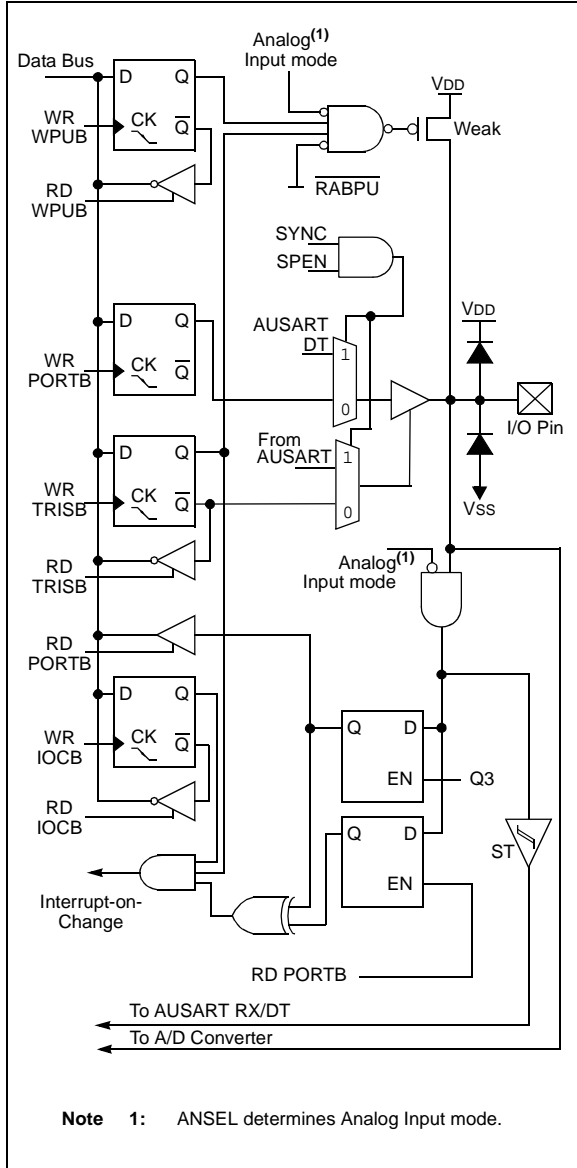 Analog(1)
Input mode
Data Bus
D Q
VDD
WR
WPUB
CK Q
Weak
RD
WPUB
RABPU
SYNC
SPEN
D Q
AUSART
DT
1
VDD
WR
PORTB
CK Q
0
I/O Pin
From
AUSART
1
D Q
WR
TRISB
CK Q
0
VSS
Analog(1)
Input mode
RD
TRISB
RD
PORTB
D Q
Q D
WR
IOCB
CK Q
EN
Q3
RD
IOCB
Q D
ST
EN
Interrupt-on-
Change
RD PORTB
To AUSART RX/DT
To A/D Converter
Note 1: ANSEL determines Analog Input mode.